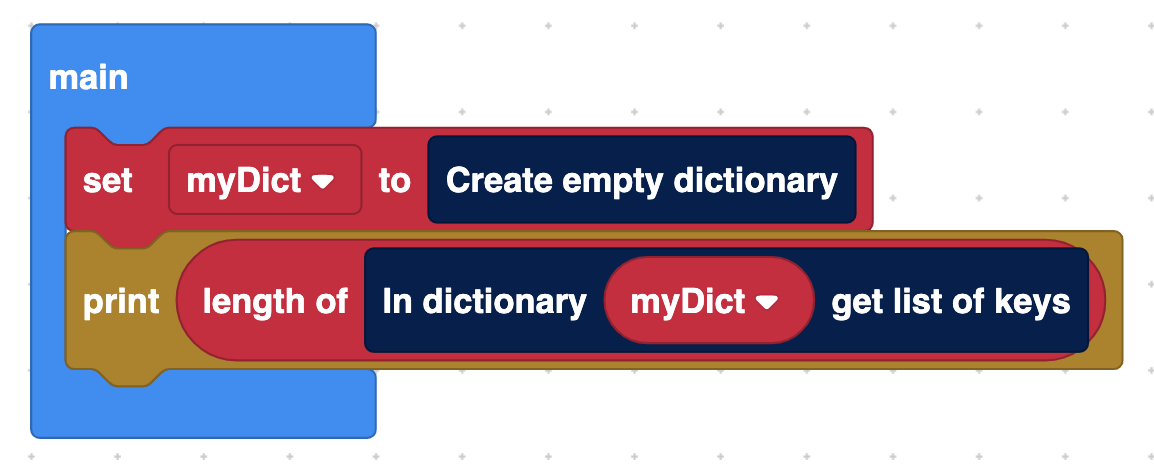 main
set myDict to Create empty dictionary
print length of In dictionary myDict get list of keys